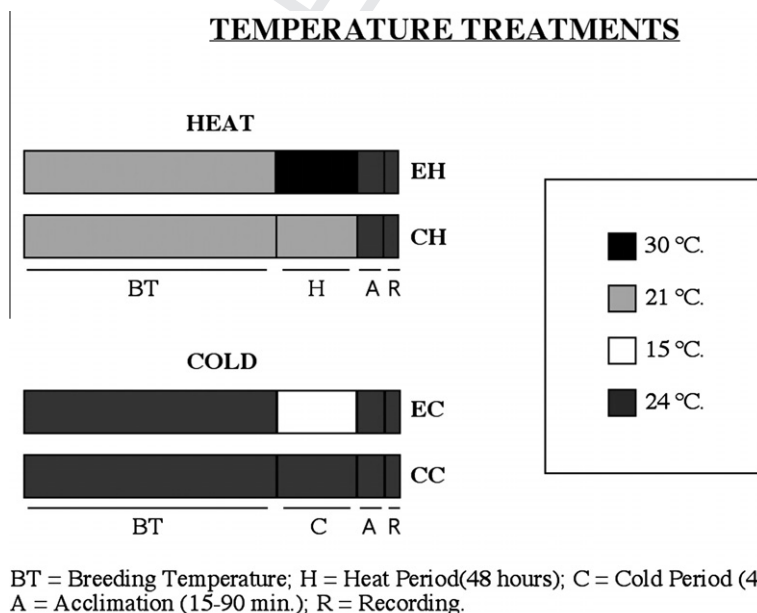 TEMPERATURE TREATMENTS
HEAT
EH
CH
BT H A R
COLD
EC
CC
BT C A R
30 °C.
21 °C.
15 °C.
24 °C.
BT = Breeding Temperature; H = Heat Period(48 hours); C = Cold Period (4
A = Acclimation (15-90 min.); R = Recording.